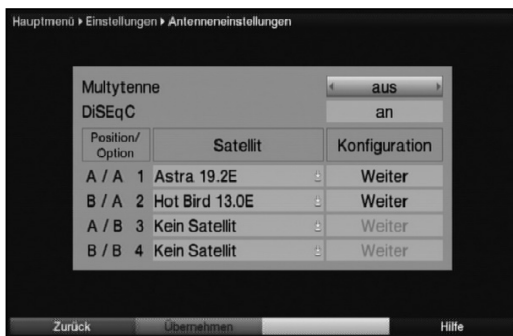 Hauptmenü ▸ Einstellungen ▸ Antenneneinstellungen
Multytenne aus
DiSEqC an
Position/Option Satellit Konfiguration
A / A 1 Astra 19.2E Weiter
B / A 2 Hot Bird 13.0E Weiter
A / B 3 Kein Satellit Weiter
B / B 4 Kein Satellit Weiter
Zurück Übernehmen Hilfe